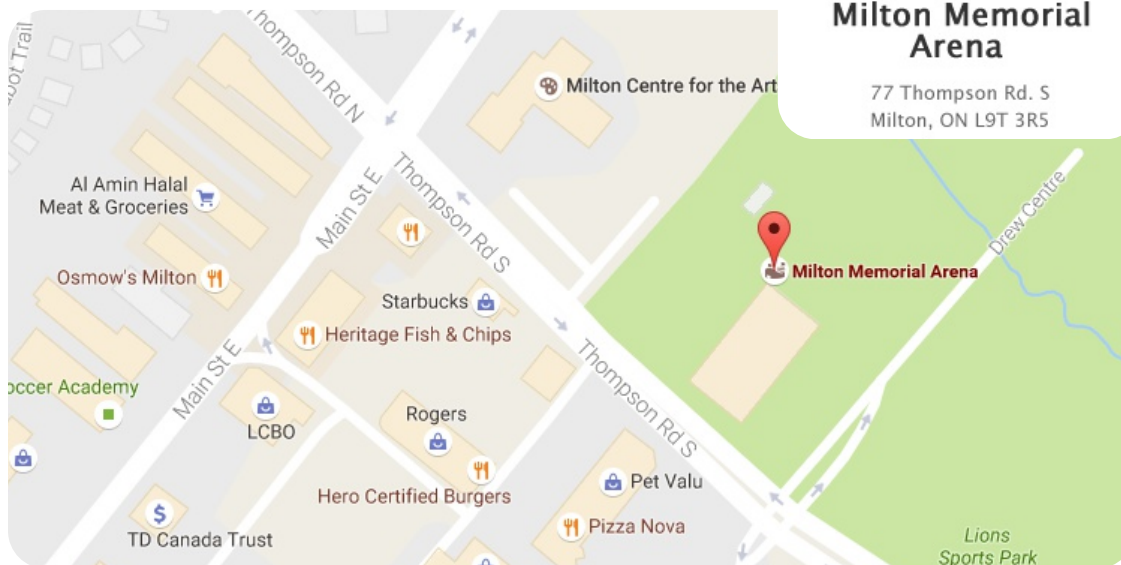 Milton Memorial
Arena
77 Thompson Rd. S
Milton, ON L9T 3R5
Thompson Rd N
Milton Centre for the Art
Al Amin Halal
Meat & Groceries
Main St E
Thompson Rd S
Drew Centre
Osmow's Milton
Milton Memorial Arena
Starbucks
Heritage Fish & Chips
Thompson Rd S
Main St E
occer Academy
Rogers
LCBO
Pet Valu
Hero Certified Burgers
Pizza Nova
$
TD Canada Trust
Lions
Sports Park
bot Trail